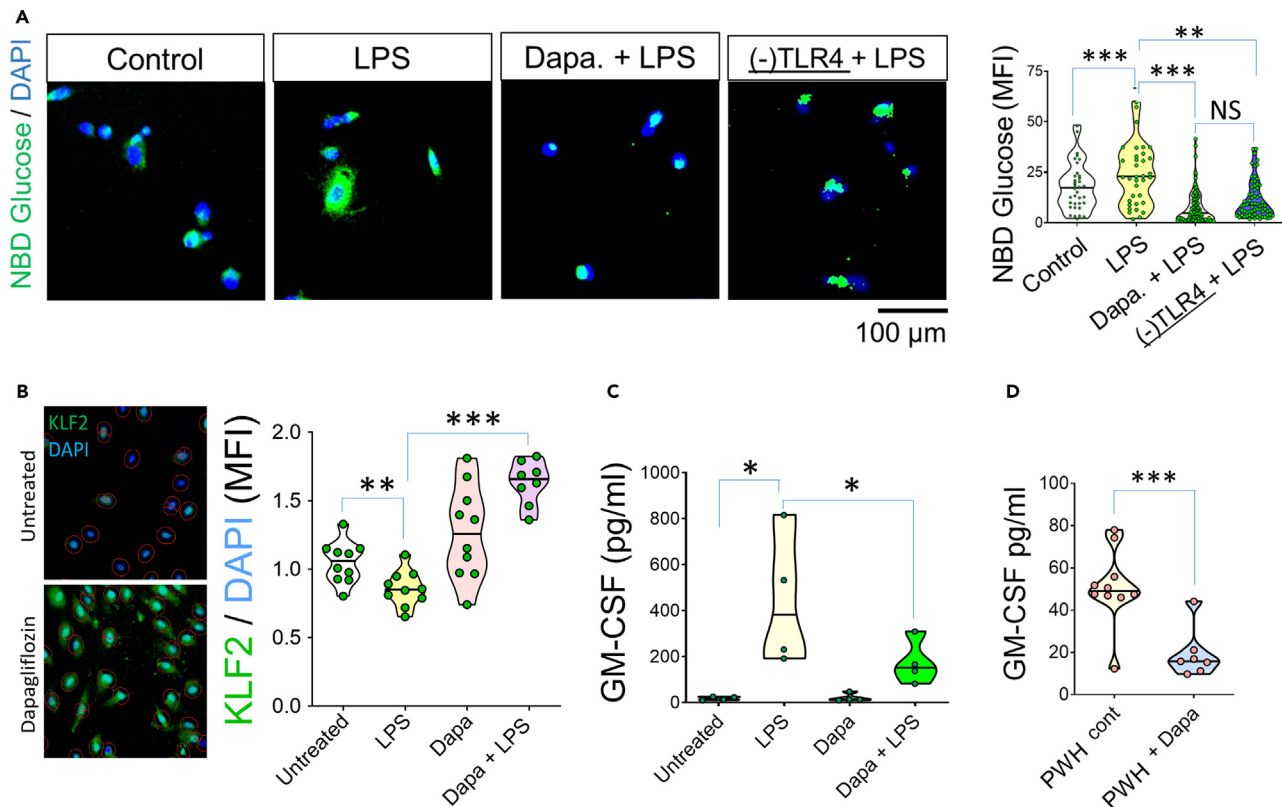 A
NBD Glucose / DAPI
Control
LPS
Dapa. + LPS
(-)TLR4 + LPS
100 µm
NBD Glucose (MFI)
75
50
25
0
***
**
***
NS
Control
LPS
Dapa. + LPS
(-)TLR4 + LPS
B
KLF2
DAPI
Untreated
Dapagliflozin
KLF2 / DAPI (MFI)
2.0
1.5
1.0
0.5
0.0
**
***
Untreated
LPS
Dapa
Dapa + LPS
C
GM-CSF (pg/ml)
1000
800
600
400
200
0
*
*
Untreated
LPS
Dapa
Dapa + LPS
D
GM-CSF pg/ml
100
80
60
40
20
0
***
PWH cont
PWH + Dapa